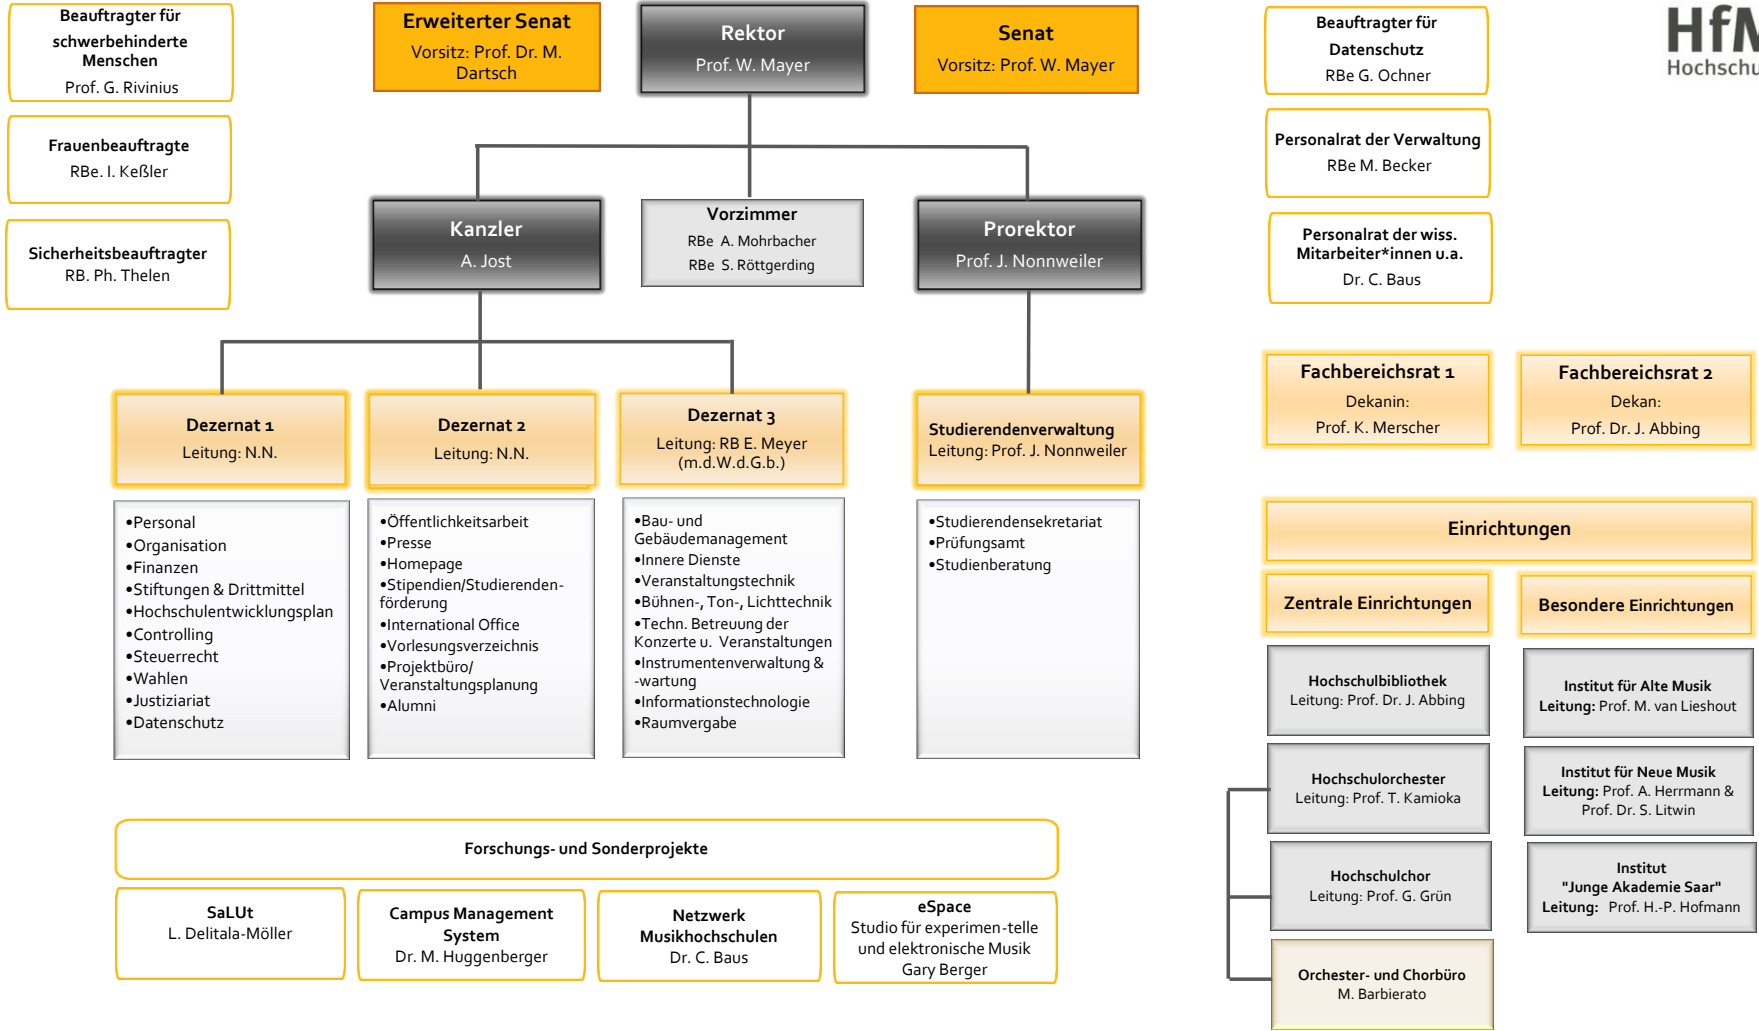 Beauftragter für
schwerbehinderte
Menschen
Prof. G. Rivinius
Frauenbeauftragte
RBe. I. Keßler
Sicherheitsbeauftragter
RB. Ph. Thelen
Erweiterter Senat
Vorsitz: Prof. Dr. M.
Dartsch
Rektor
Prof. W. Mayer
Senat
Vorsitz: Prof. W. Mayer
Kanzler
A. Jost
Vorzimmer
RBe A. Mohrbacher
RBe S. Röttgerding
Prorektor
Prof. J. Nonnweiler
Beauftragter für
Datenschutz
RBe G. Ochner
Personalrat der Verwaltung
RBe M. Becker
Personalrat der wiss.
Mitarbeiter*innen u.a.
Dr. C. Baus
HfM
Hochschu
Dezernat 1
Leitung: N.N.
•Personal
•Organisation
•Finanzen
•Stiftungen & Drittmittel
•Hochschulentwicklungsplan
•Controlling
•Steuerrecht
•Wahlen
•Justiziariat
•Datenschutz
Dezernat 2
Leitung: N.N.
•Öffentlichkeitsarbeit
•Presse
•Homepage
•Stipendien/Studierenden-
förderung
•International Office
•Vorlesungsverzeichnis
•Projektbüro/
Veranstaltungsplanung
•Alumni
Dezernat 3
Leitung: RB E. Meyer
(m.d.W.d.G.b.)
•Bau- und
Gebäudemanagement
•Innere Dienste
•Veranstaltungstechnik
•Bühnen-, Ton-, Lichttechnik
•Techn. Betreuung der
Konzerte u. Veranstaltungen
•Instrumentenverwaltung &
-wartung
•Informationstechnologie
•Raumvergabe
Studierendenverwaltung
Leitung: Prof. J. Nonnweiler
•Studierendensekretariat
•Prüfungsamt
•Studienberatung
Fachbereichsrat 1
Dekanin:
Prof. K. Merscher
Fachbereichsrat 2
Dekan:
Prof. Dr. J. Abbing
Einrichtungen
Zentrale Einrichtungen
Hochschulbibliothek
Leitung: Prof. Dr. J. Abbing
Hochschulorchester
Leitung: Prof. T. Kamioka
Hochschulchor
Leitung: Prof. G. Grün
Orchester- und Chorbüro
M. Barbierato
Besondere Einrichtungen
Institut für Alte Musik
Leitung: Prof. M. van Lieshout
Institut für Neue Musik
Leitung: Prof. A. Herrmann &
Prof. Dr. S. Litwin
Institut
"Junge Akademie Saar"
Leitung: Prof. H.-P. Hofmann
Forschungs- und Sonderprojekte
SaLUt
L. Delitala-Möller
Campus Management
System
Dr. M. Huggenberger
Netzwerk
Musikhochschulen
Dr. C. Baus
eSpace
Studio für experimen-telle
und elektronische Musik
Gary Berger